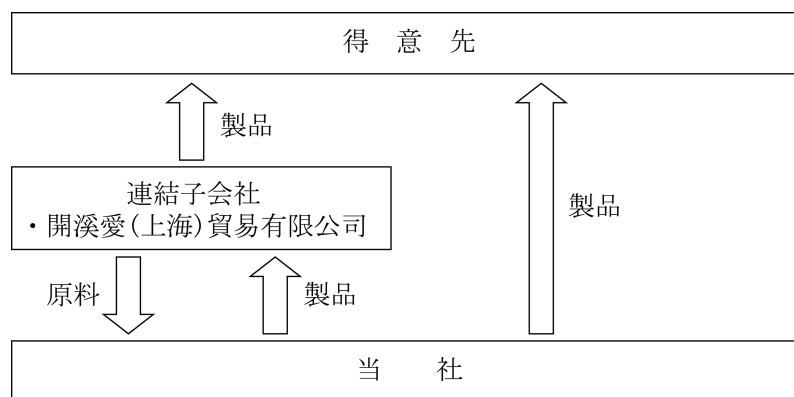 得意先
製品
連結子会社
・開溪愛(上海)貿易有限公司
製品
原料
製品
当社